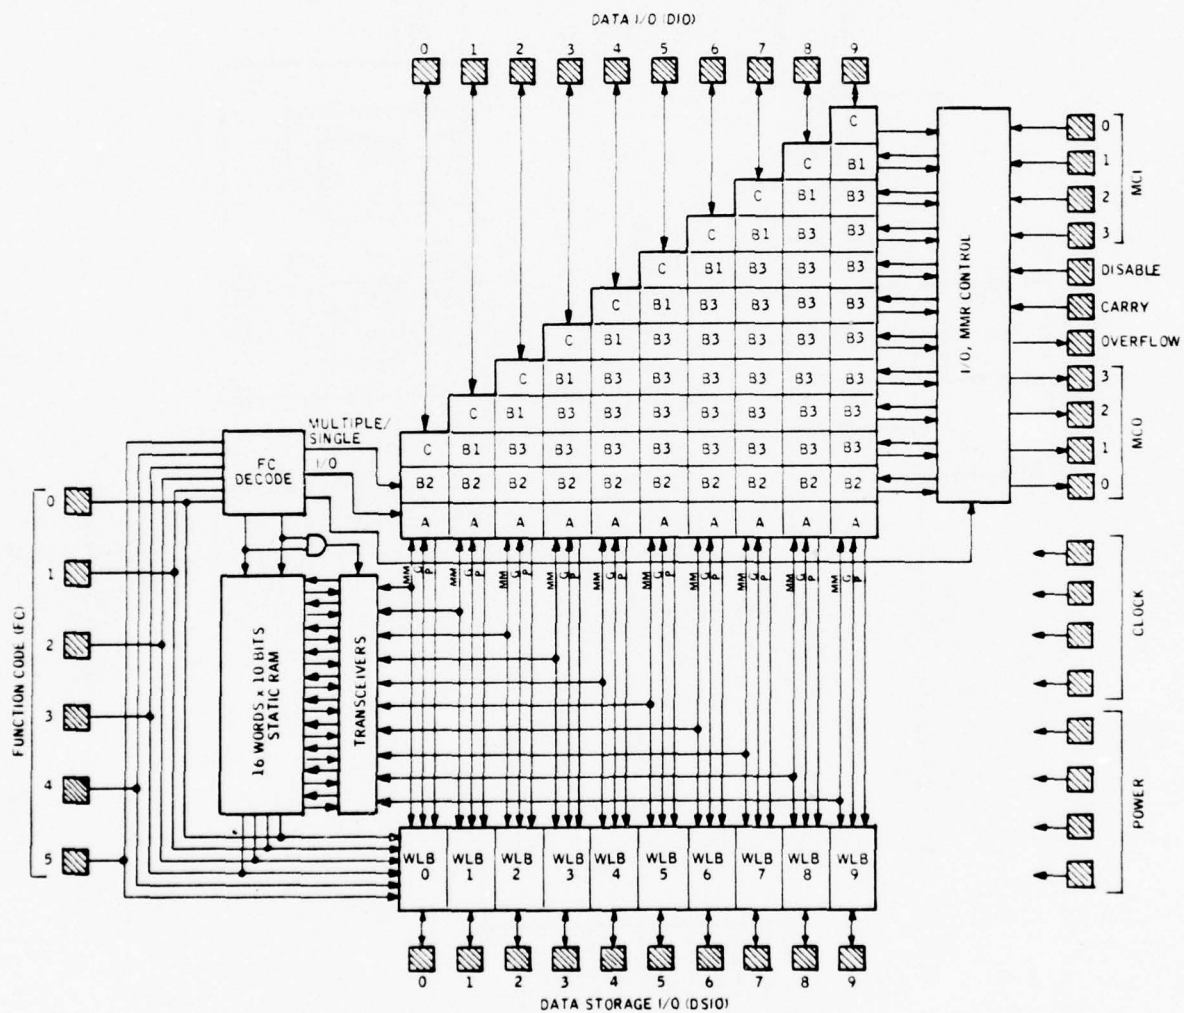 DATA I/O (DIO)
0 1 2 3 4 5 6 7 8 9
C
C B1
C B1 B3
C B1 B3 B3
C B1 B3 B3 B3
C B1 B3 B3 B3 B3
C B1 B3 B3 B3 B3 B3
C B1 B3 B3 B3 B3 B3 B3
C B1 B3 B3 B3 B3 B3 B3 B3
C B1 B3 B3 B3 B3 B3 B3 B3 B3
B2 B2 B2 B2 B2 B2 B2 B2 B2 B2
A A A A A A A A A A
I/O, MMR CONTROL
0
1
2
3
MCI
DISABLE
CARRY
OVERFLOW
3
2
1
0
MCO
CLOCK
POWER
MULTIPLE/
SINGLE
I/O
FC
DECODE
FUNCTION CODE (FC)
0
1
2
3
4
5
16 WORDS x 10 BITS
STATIC RAM
TRANSCEIVERS
MM G P MM G P MM G P MM G P MM G P MM G P MM G P MM G P MM G P MM G P
WLB WLB WLB WLB WLB WLB WLB WLB WLB WLB
0 1 2 3 4 5 6 7 8 9
0 1 2 3 4 5 6 7 8 9
DATA STORAGE I/O (DSIO)